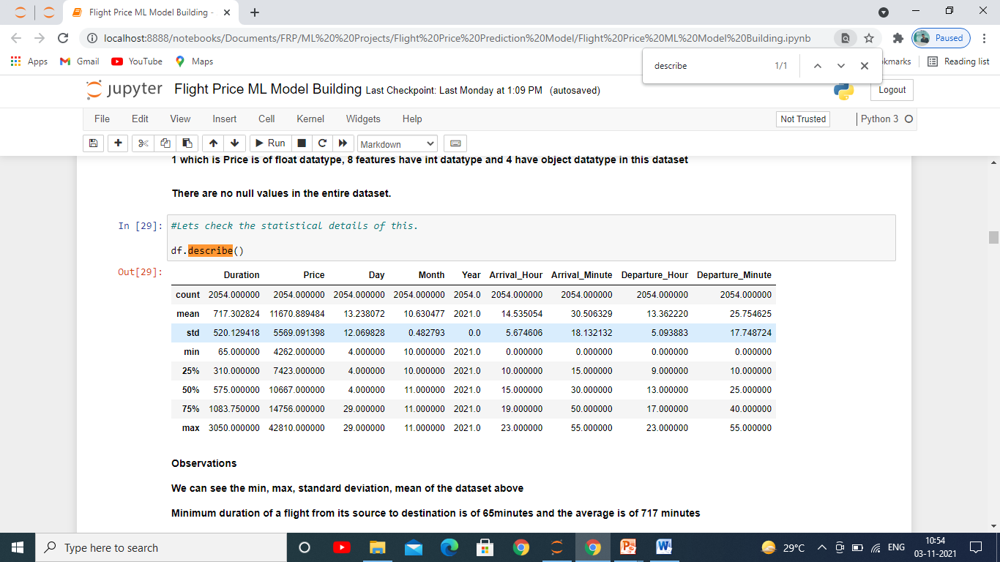 Flight Price ML Model Building -
localhost:8888/notebooks/Documents/FRP/ML%20%20Projects/Flight%20Price%20Prediction%20Model/Flight%20Price%20ML%20Model%20Building.ipynb
Paused
Apps Gmail YouTube Maps
describe 1/1
okmarks Reading list
jupyter Flight Price ML Model Building Last Checkpoint: Last Monday at 1:09 PM (autosaved)
Logout
File Edit View Insert Cell Kernel Widgets Help
Not Trusted Python 3
Run Markdown
1 which is Price is of float datatype, 8 features have int datatype and 4 have object datatype in this dataset
There are no null values in the entire dataset.
In [29]: #Lets check the statistical details of this.
df.describe()
Out[29]:
Duration Price Day Month Year Arrival_Hour Arrival_Minute Departure_Hour Departure_Minute
count 2054.000000 2054.000000 2054.000000 2054.000000 2054.0 2054.000000 2054.000000 2054.000000 2054.000000
mean 717.302824 11670.889484 13.238072 10.630477 2021.0 14.535054 30.506329 13.362220 25.754625
std 520.129418 5569.091398 12.069828 0.482793 0.0 5.674606 18.132132 5.093883 17.748724
min 65.000000 4262.000000 4.000000 10.000000 2021.0 0.000000 0.000000 0.000000 0.000000
25% 310.000000 7423.000000 4.000000 10.000000 2021.0 10.000000 15.000000 9.000000 10.000000
50% 575.000000 10667.000000 4.000000 11.000000 2021.0 15.000000 30.000000 13.000000 25.000000
75% 1083.750000 14756.000000 29.000000 11.000000 2021.0 19.000000 50.000000 17.000000 40.000000
max 3050.000000 42810.000000 29.000000 11.000000 2021.0 23.000000 55.000000 23.000000 55.000000
Observations
We can see the min, max, standard deviation, mean of the dataset above
Minimum duration of a flight from its source to destination is of 65minutes and the average is of 717 minutes
Type here to search
29°C ENG 10:54
03-11-2021